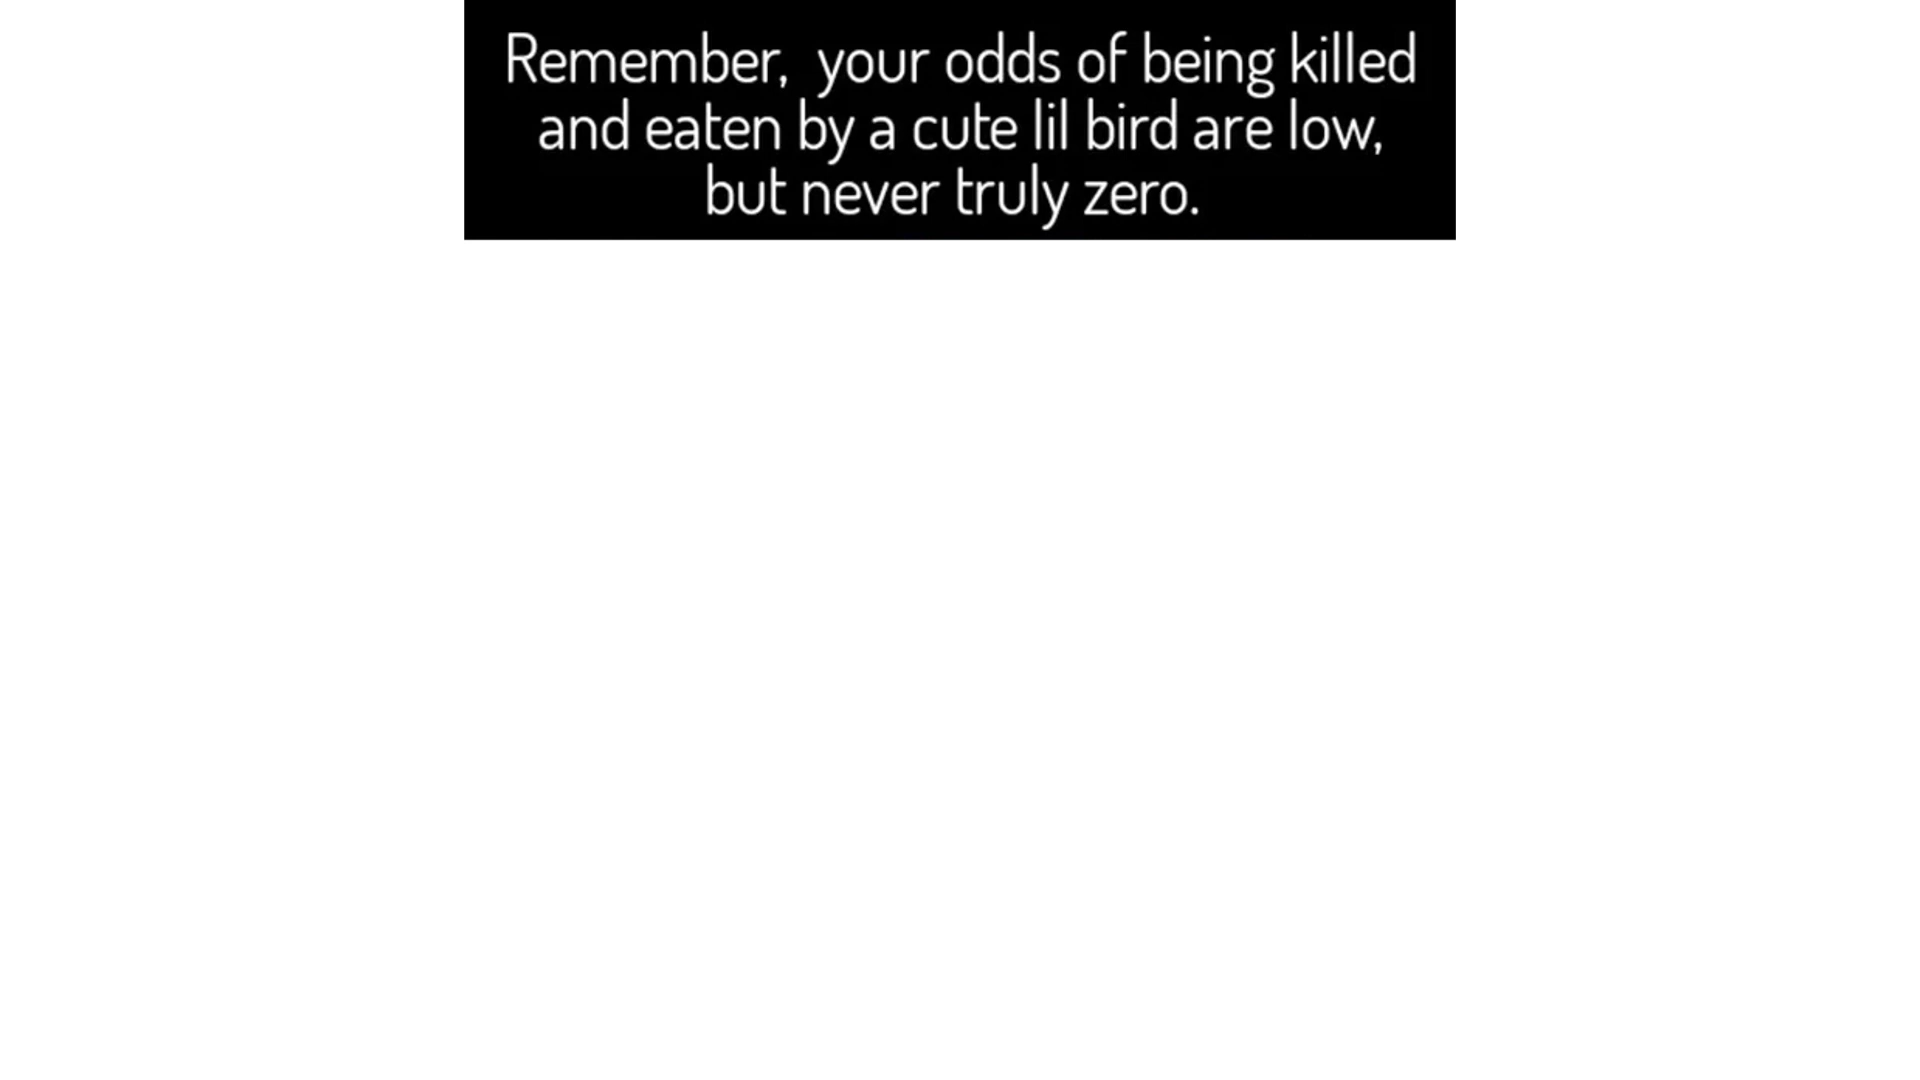 Remember,  your odds of being killed
and eaten by a cute lil bird are low,
but never truly zero.